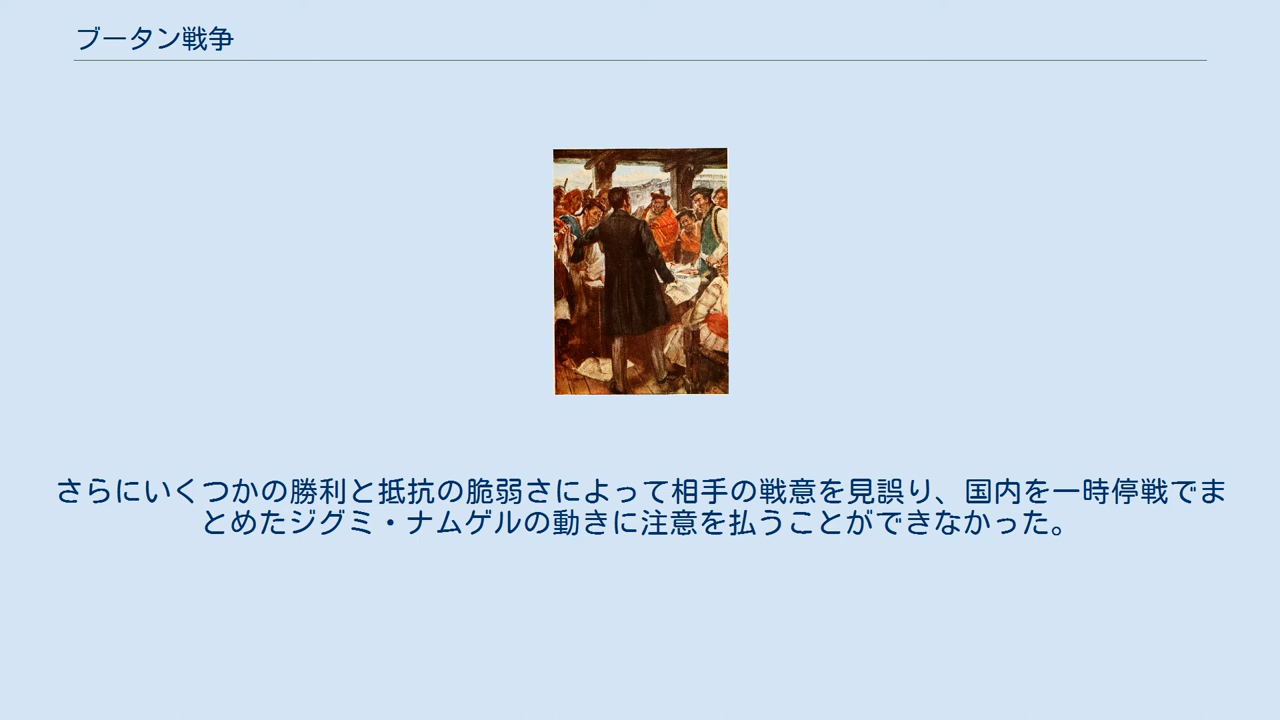 ブータン戦争
さらにいくつかの勝利と抵抗の脆弱さによって相手の戦意を見誤り、国内を一時停戦でま
とめたジグミ・ナムゲルの動きに注意を払うことができなかった。